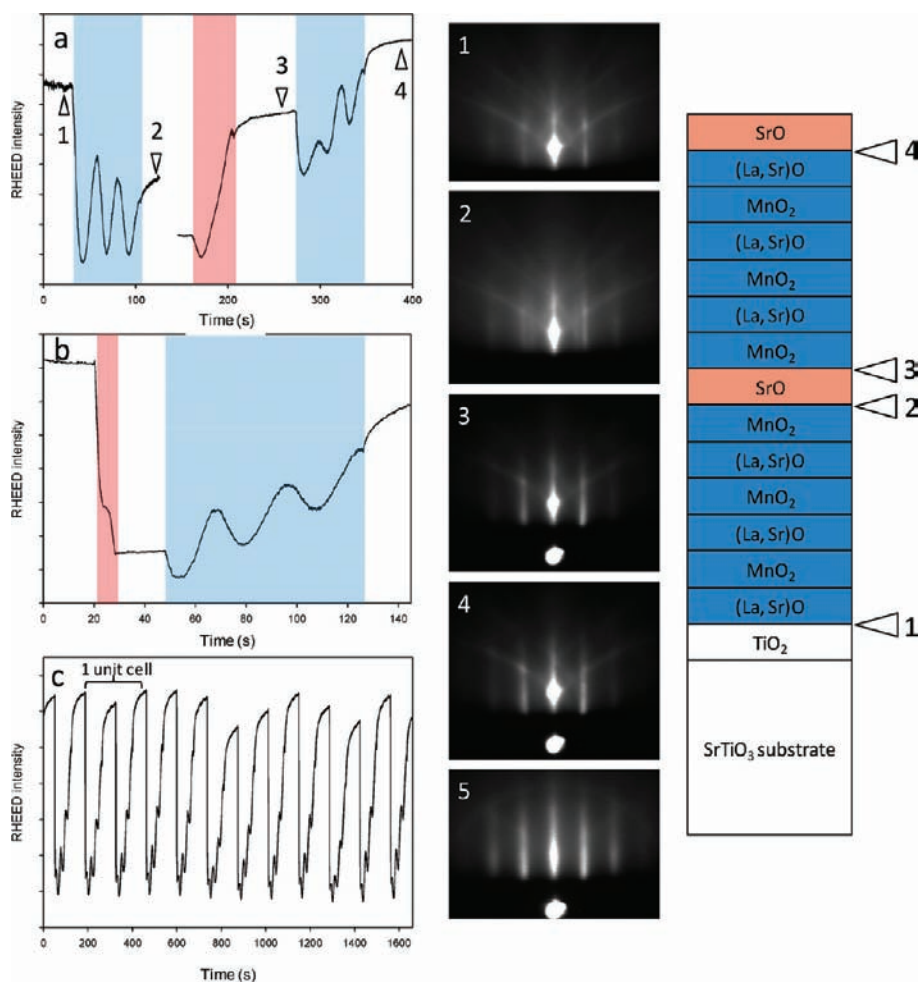 a
RHEED intensity
1
2
3
4
0
100
200
300
400
Time (s)
b
RHEED intensity
0
20
40
60
80
100
120
140
Time (s)
c
1 unit cell
RHEED intensity
0
200
400
600
800
1000
1200
1400
1600
Time (s)
1
2
3
4
5
SrO
4
(La, Sr)O
MnO₂
(La, Sr)O
MnO₂
(La, Sr)O
MnO₂
3
SrO
2
MnO₂
(La, Sr)O
MnO₂
(La, Sr)O
MnO₂
(La, Sr)O
1
TiO₂
SrTiO₃ substrate